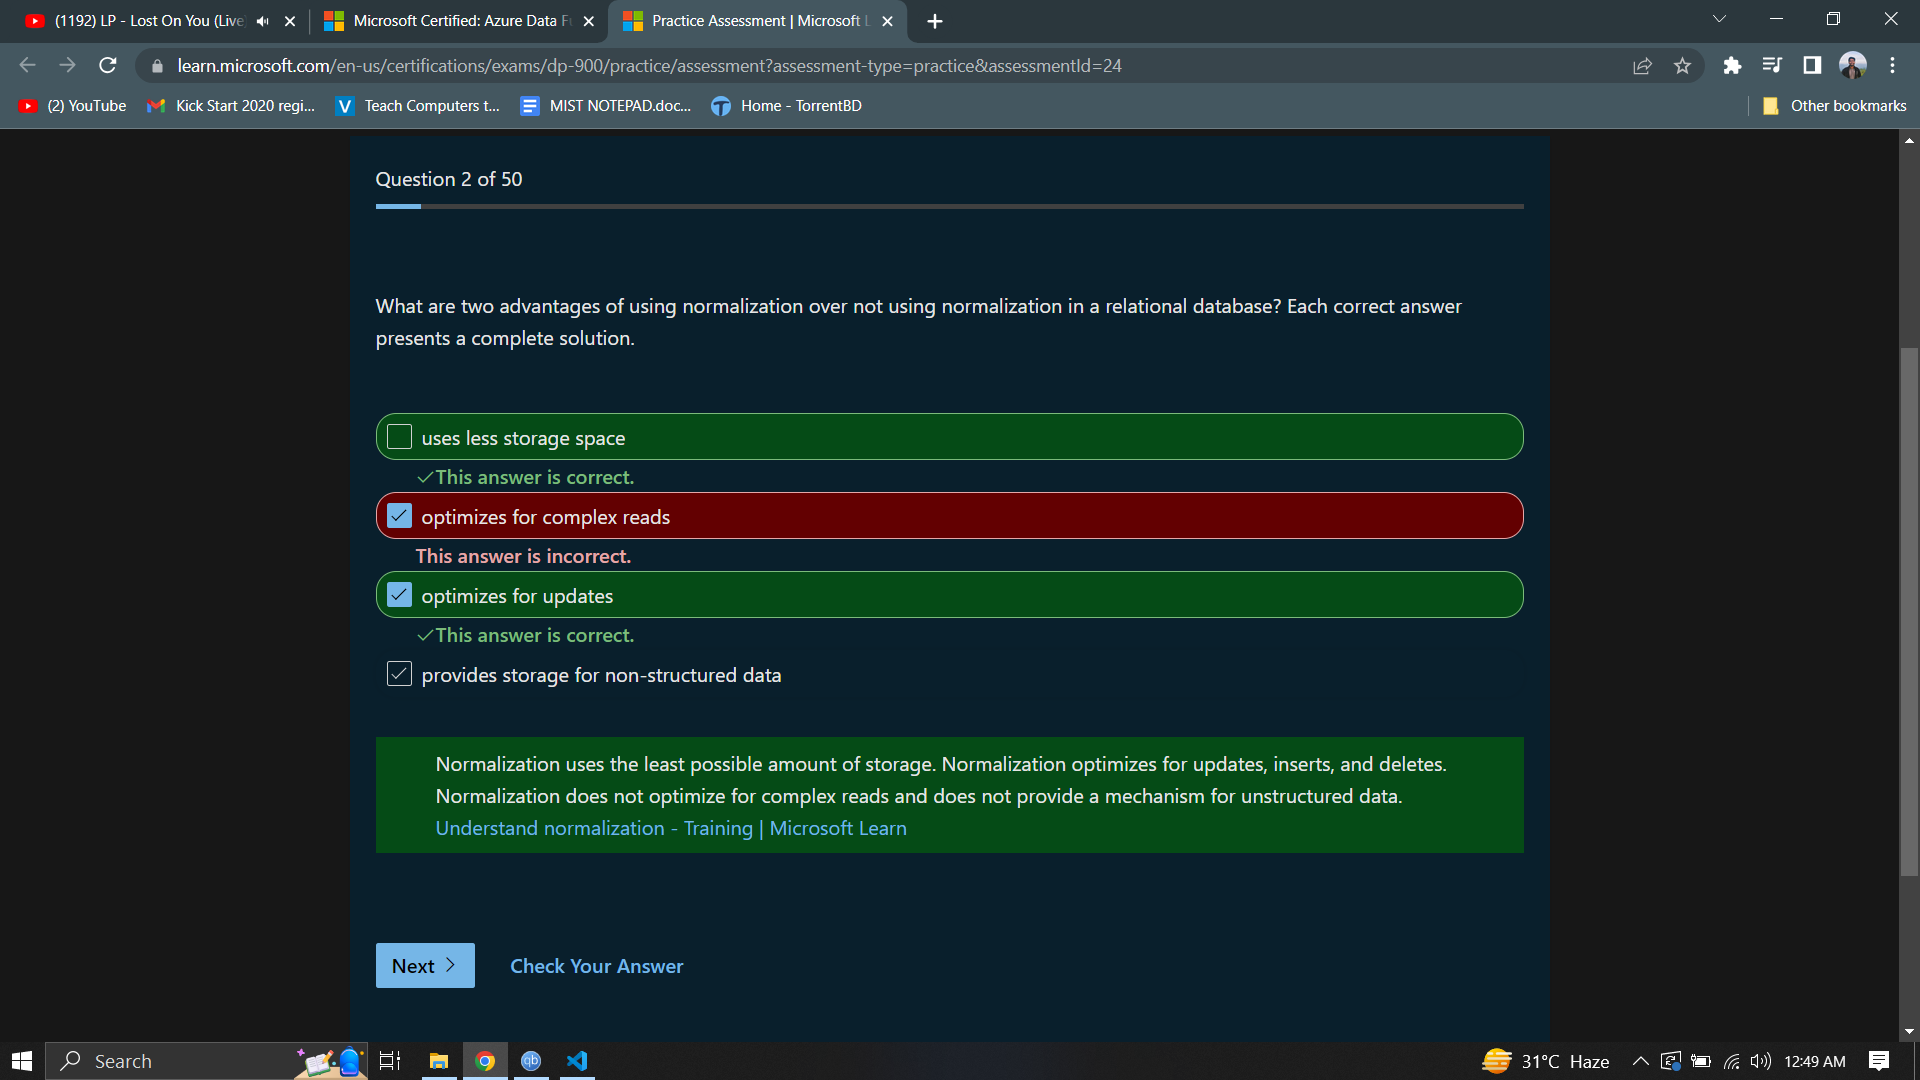 (1192) LP - Lost On You (Live
Microsoft Certified: Azure Data F
Practice Assessment | Microsoft L
learn.microsoft.com/en-us/certifications/exams/dp-900/practice/assessment?assessment-type=practice&assessmentId=24
(2) YouTube
Kick Start 2020 regi...
Teach Computers t...
MIST NOTEPAD.doc...
Home - TorrentBD
Other bookmarks
Question 2 of 50
What are two advantages of using normalization over not using normalization in a relational database? Each correct answer
presents a complete solution.
uses less storage space
This answer is correct.
optimizes for complex reads
This answer is incorrect.
optimizes for updates
This answer is correct.
provides storage for non-structured data
Normalization uses the least possible amount of storage. Normalization optimizes for updates, inserts, and deletes.
Normalization does not optimize for complex reads and does not provide a mechanism for unstructured data.
Understand normalization - Training | Microsoft Learn
Next
Check Your Answer
Search
qb
31°C Haze
12:49 AM